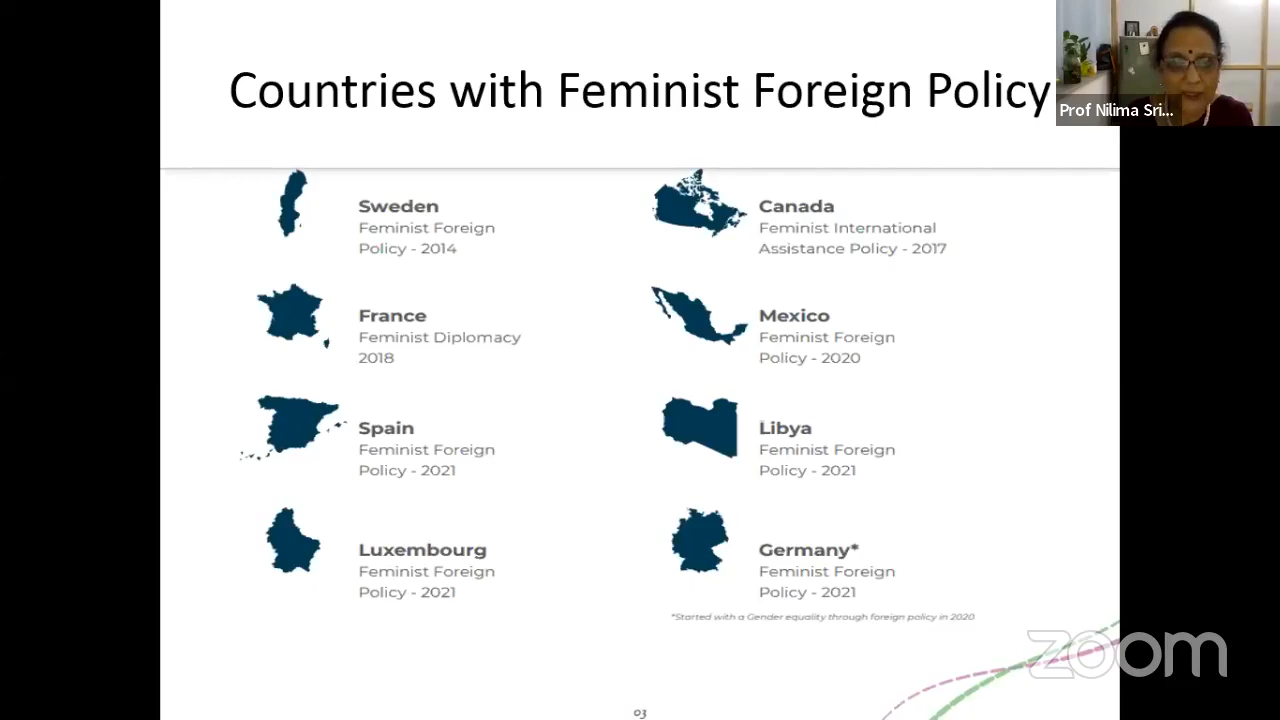 Countries with Feminist Foreign Policy
Prof Nilima Sri...
Sweden
Feminist Foreign
Policy - 2014
Canada
Feminist International
Assistance Policy - 2017
France
Feminist Diplomacy
2018
Mexico
Feminist Foreign
Policy - 2020
Spain
Feminist Foreign
Policy - 2021
Libya
Feminist Foreign
Policy - 2021
Luxembourg
Feminist Foreign
Policy - 2021
Germany*
Feminist Foreign
Policy - 2021
*Started with a Gender equality through foreign policy in 2020
zoom
03